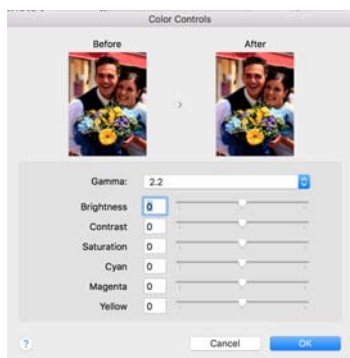 Color Controls
Before After
>
Gamma: 2.2
Brightness 0
Contrast 0
Saturation 0
Cyan 0
Magenta 0
Yellow 0
? Cancel OK